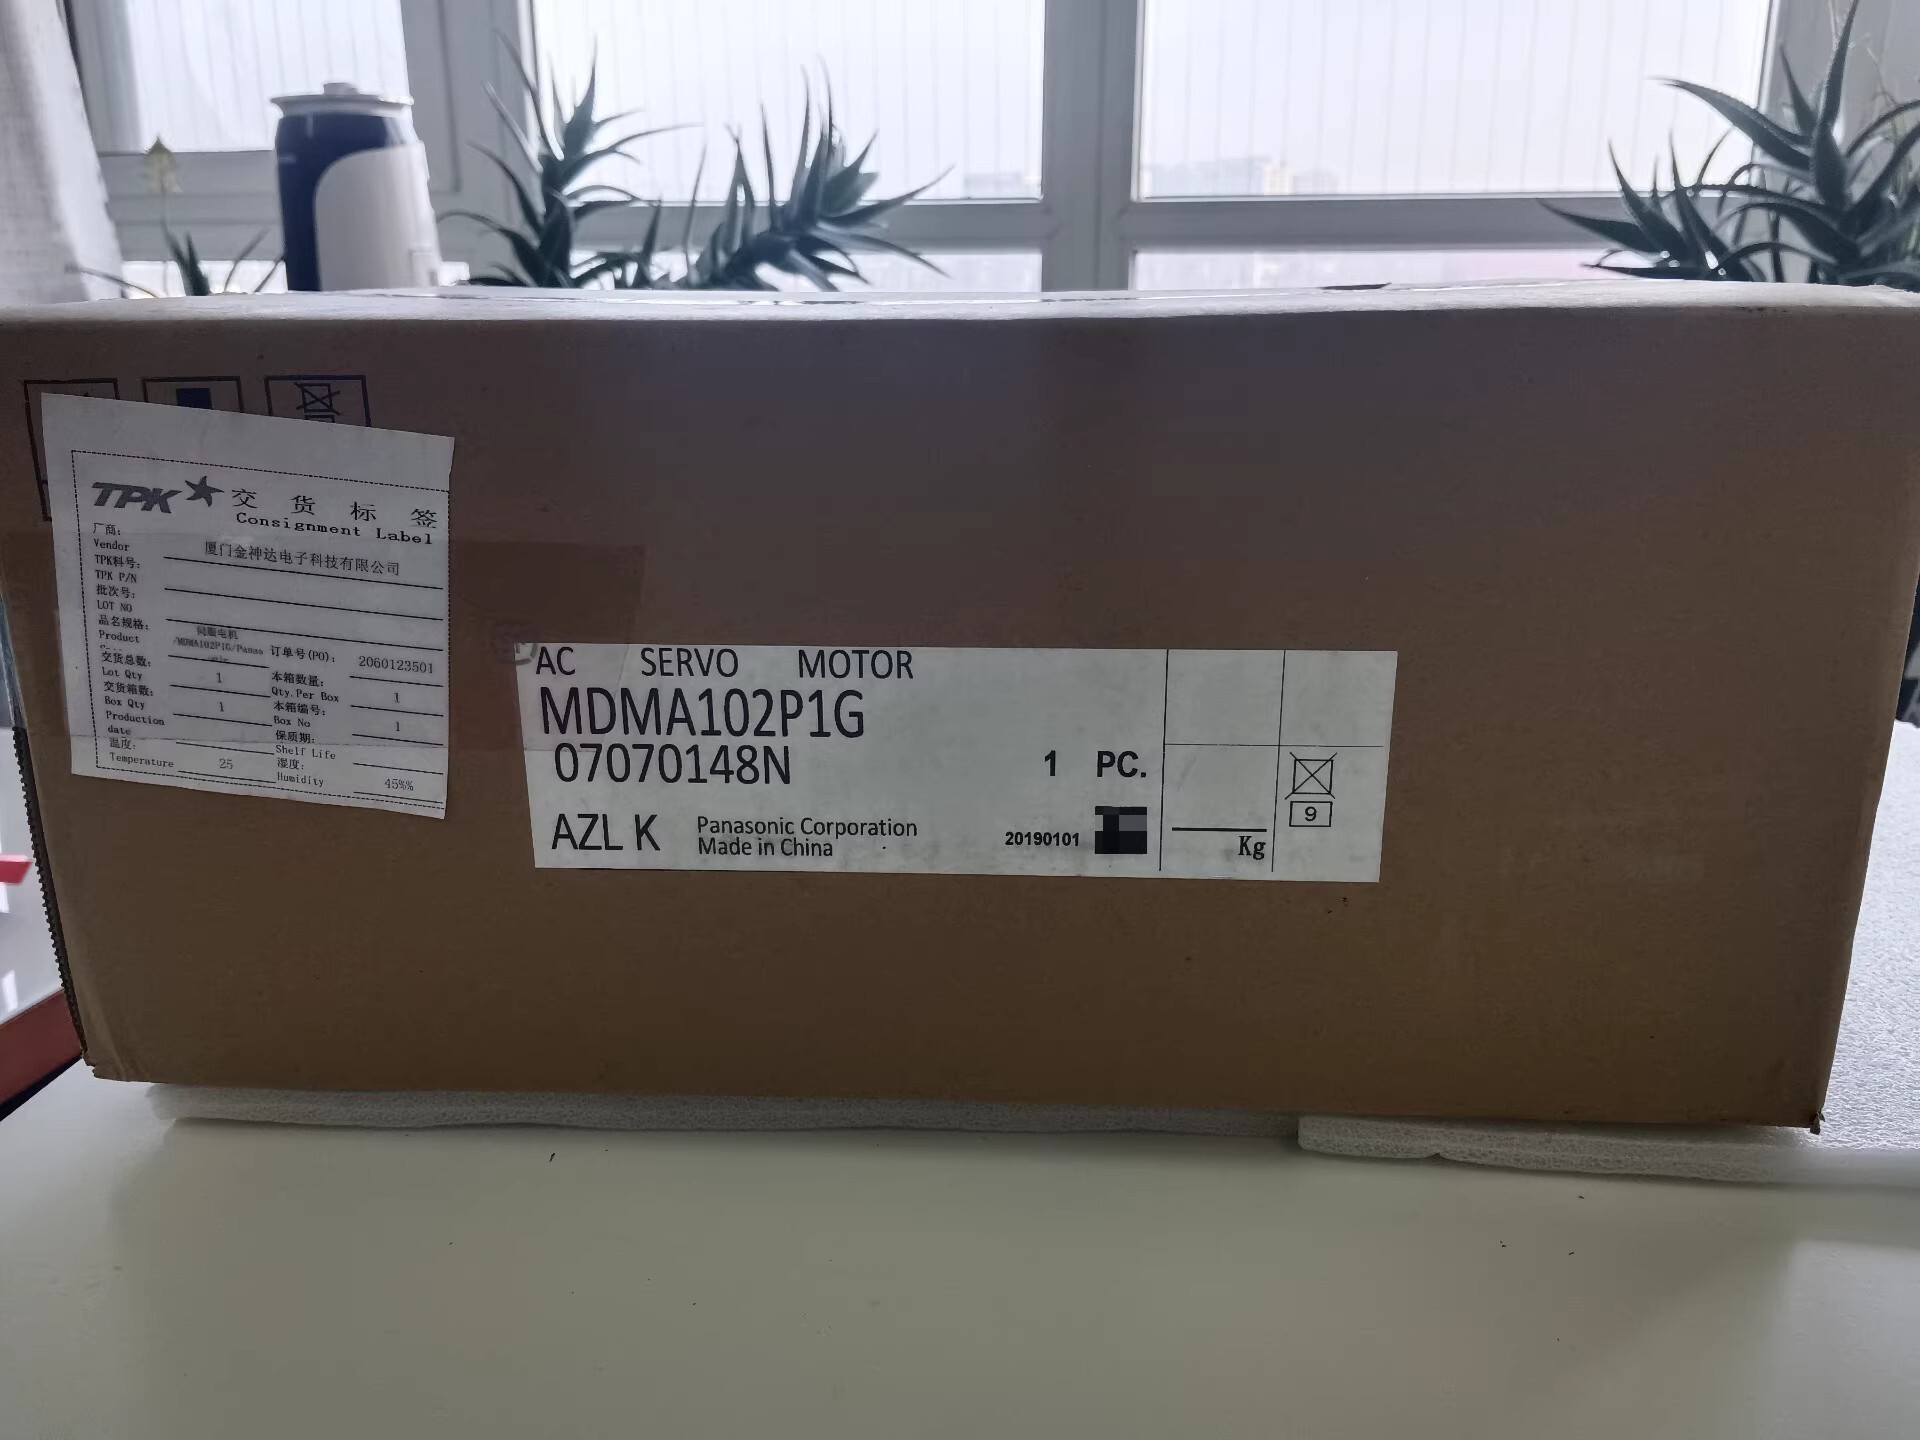 TPK 交货标签
Consignment Label
厂商:
Vendor 厦门金神达电子科技有限公司
TPK料号:
TPK P/N
批次号:
LOT NO
品名规格: 伺服电机
Product /MDMA102P1G/Panas
订单号(PO): 2060123501
交货总数:
Lot Qty 1
本箱数量:
Qty.Per Box 1
交货箱数:
Box Qty 1
本箱编号:
Box No 1
Production
date
保质期:
Shelf Life
温度:
Temperature 25
湿度:
Humidity 45%%
AC SERVO MOTOR
MDMA102P1G
07070148N 1 PC.
AZL K Panasonic Corporation
Made in China
20190101
Kg
9